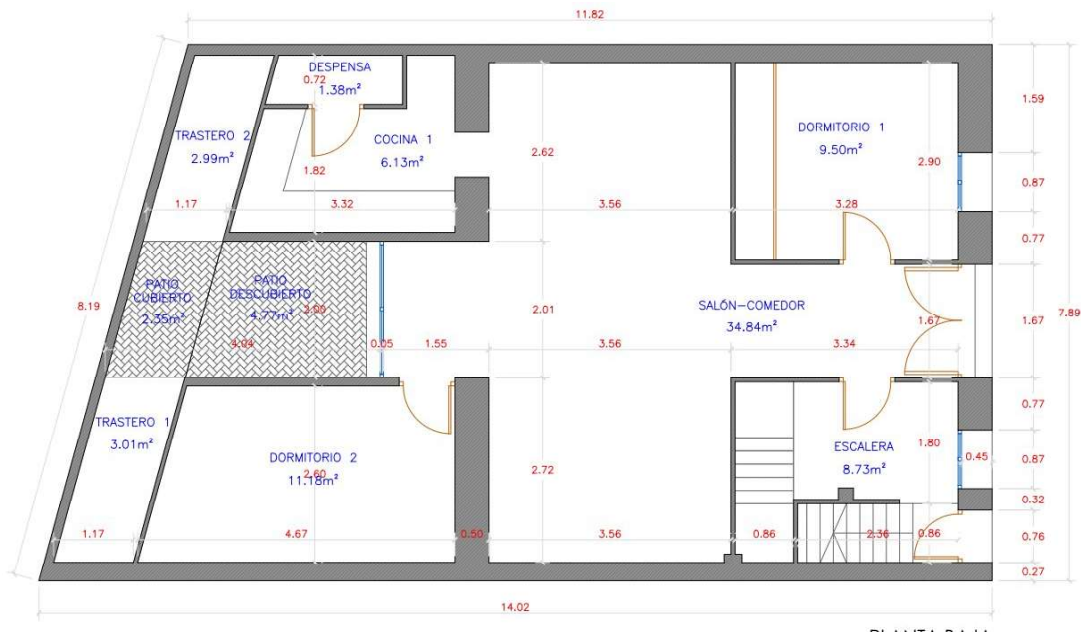 11.82
DESPENSA
0.72
1.38m²
1.59
TRASTERO 2
2.99m²
COCINA 1
6.13m²
DORMITORIO 1
9.50m²
2.62
1.82
2.90
0.87
1.17
3.32
3.56
3.28
0.77
PATIO
CUBIERTO
2.35m²
PATIO
DESCUBIERTO
4.77m²
2.00
8.19
2.01
SALÓN-COMEDOR
34.84m²
1.67
1.67
7.89
4.04
0.05
1.55
3.56
3.34
0.77
TRASTERO 1
3.01m²
ESCALERA
8.73m²
1.80
0.45
0.87
DORMITORIO 2
2.60
11.18m²
2.72
0.32
1.17
4.67
0.50
3.56
0.86
2.36
0.86
0.76
0.27
14.02
PLANTA BAJA